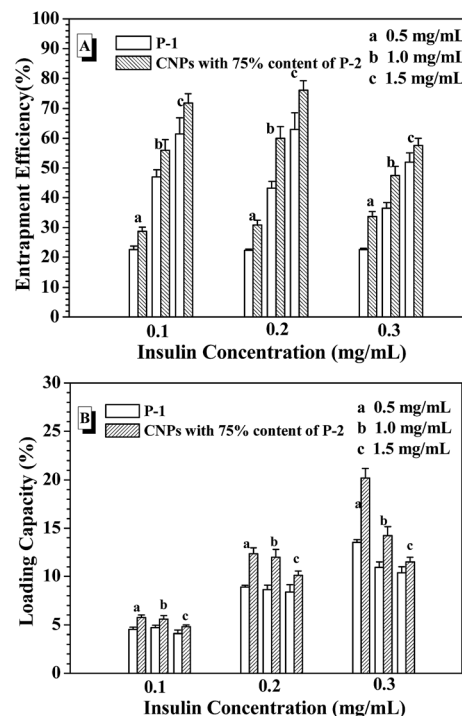 100
A
P-1
a 0.5 mg/mL
90
CNPs with 75% content of P-2
b 1.0 mg/mL
80
c 1.5 mg/mL
70
60
50
40
30
20
10
0
Entrapment Efficiency(%)
a
b
c
a
b
c
a
b
c
0.1
0.2
0.3
Insulin Concentration (mg/mL)
30
B
P-1
a 0.5 mg/mL
CNPs with 75% content of P-2
b 1.0 mg/mL
25
c 1.5 mg/mL
20
15
10
5
0
Loading Capacity (%)
a
b
c
a
b
c
a
b
c
0.1
0.2
0.3
Insulin Concentration (mg/mL)